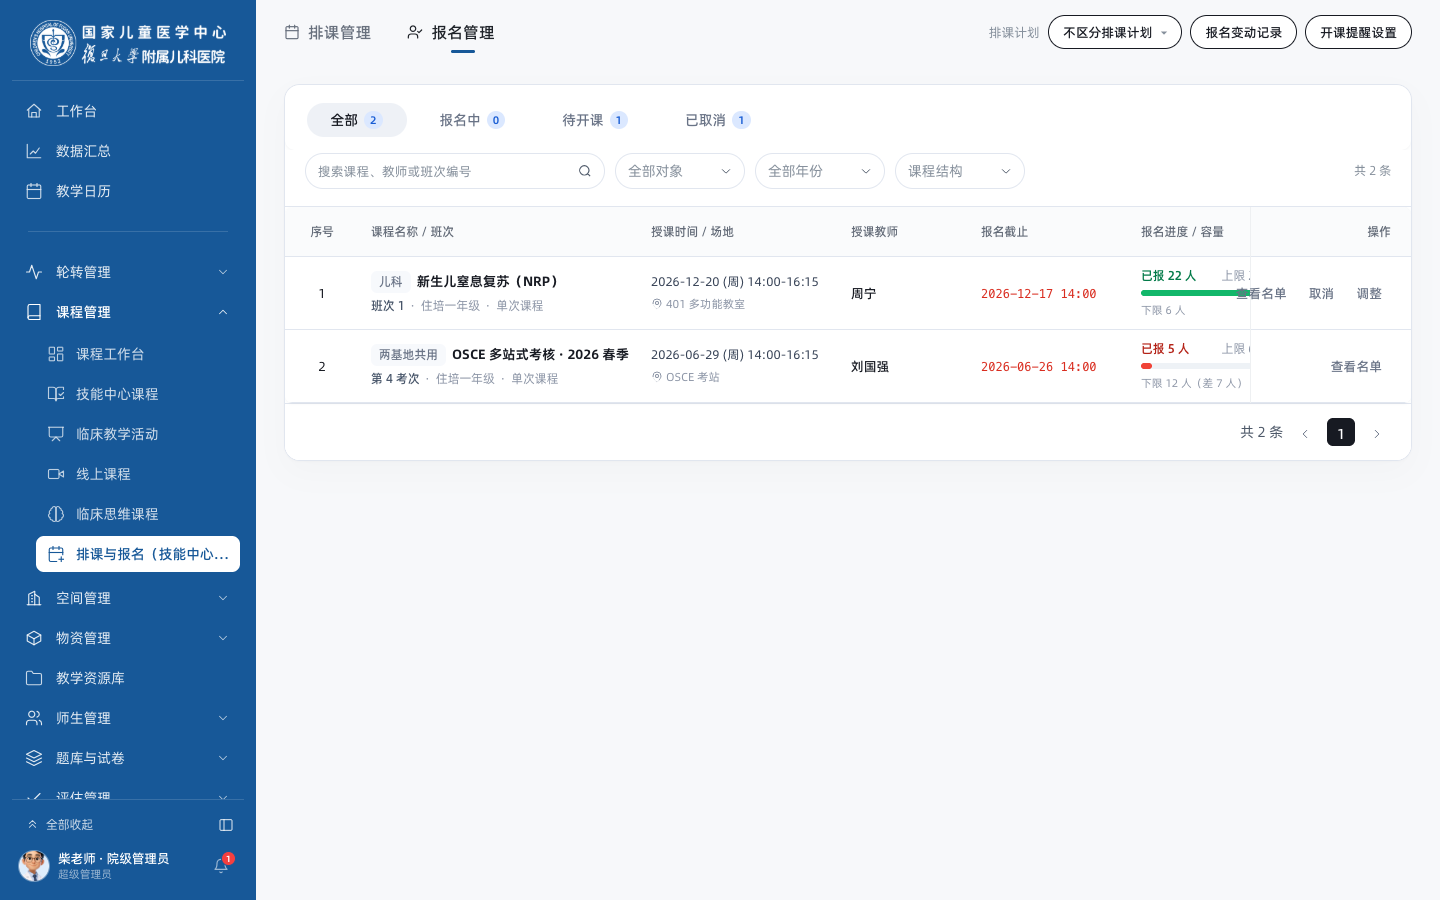 国家儿童医学中心
復旦大学附属儿科医院
工作台
数据汇总
教学日历
轮转管理
课程管理
课程工作台
技能中心课程
临床教学活动
线上课程
临床思维课程
排课与报名（技能中心...
空间管理
物资管理
教学资源库
师生管理
题库与试卷
评估管理
全部收起
柴老师 · 院级管理员
超级管理员
1
排课管理
报名管理
排课计划
不区分排课计划
报名变动记录
开课提醒设置
全部 2
报名中 0
待开课 1
已取消 1
搜索课程、教师或班次编号
全部对象
全部年份
课程结构
共 2 条
序号 课程名称 / 班次 授课时间 / 场地 授课教师 报名截止 报名进度 / 容量 操作
1
儿科 新生儿窒息复苏（NRP）
班次 1 · 住培一年级 · 单次课程
2026-12-20 (周) 14:00-16:15
401 多功能教室
周宁
2026-12-17 14:00
已报 22 人 上限
下限 6 人
查看名单 取消 调整
2
两基地共用 OSCE 多站式考核 · 2026 春季
第 4 考次 · 住培一年级 · 单次课程
2026-06-29 (周) 14:00-16:15
OSCE 考站
刘国强
2026-06-26 14:00
已报 5 人 上限
下限 12 人（差 7 人）
查看名单
共 2 条
1